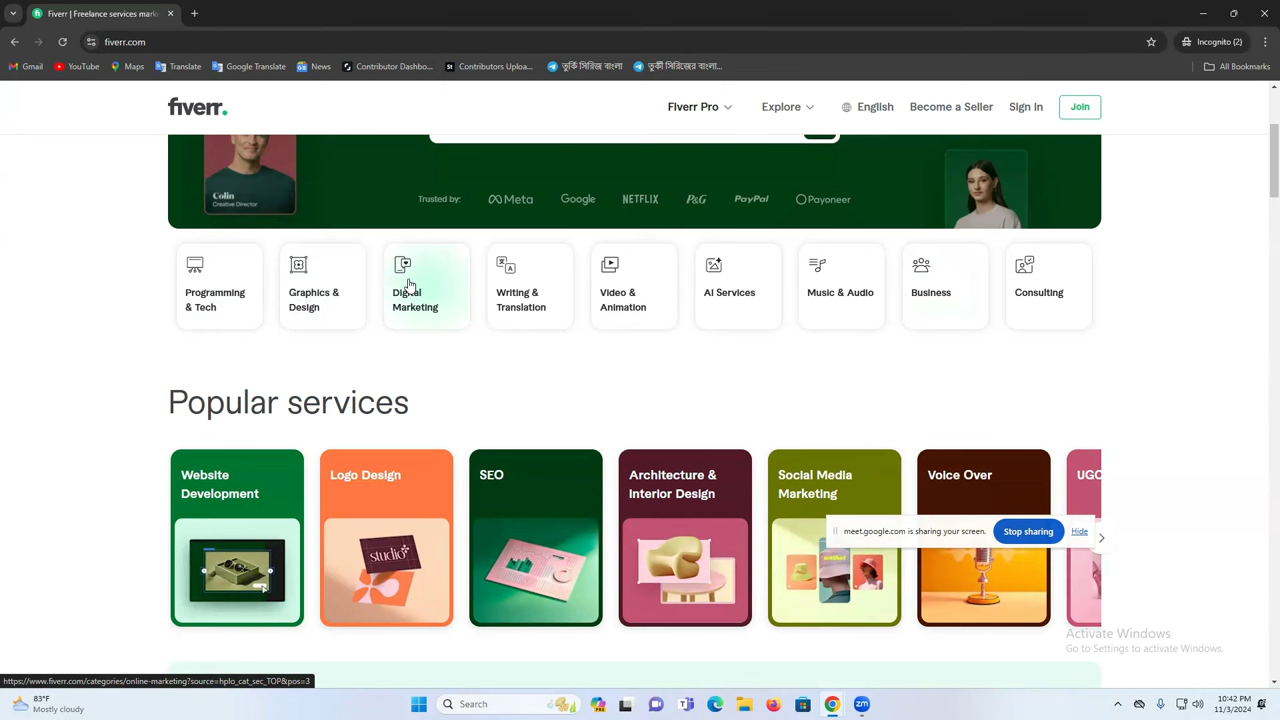 Fiverr | Freelance services mark
fiverr.com
Incognito (2)
Gmail
YouTube
Maps
Translate
Google Translate
News
Contributor Dashbo...
Contributors Uploa...
তুর্কি সিরিজ বাংলা
তুর্কী সিরিজের বাংলা...
All Bookmarks
fiverr.
Fiverr Pro
Explore
English
Become a Seller
Sign in
Join
Colin
Creative Director
Trusted by:
Meta
Google
NETFLIX
P&G
PayPal
Payoneer
Programming
& Tech
Graphics &
Design
Digital
Marketing
Writing &
Translation
Video &
Animation
AI Services
Music & Audio
Business
Consulting
Popular services
Website
Development
Logo Design
studio
SEO
Architecture &
Interior Design
Social Media
Marketing
Voice Over
UGC
meet.google.com is sharing your screen.
Stop sharing
Hide
Activate Windows
Go to Settings to activate Windows.
https://www.fiverr.com/categories/online-marketing?source=hplo_cat_sec_TOP&pos=3
83°F
Mostly cloudy
Search
10:42 PM
11/3/2024